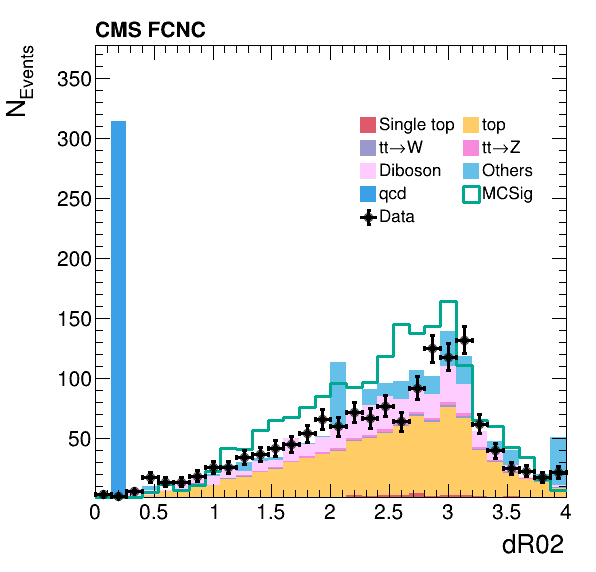 CMS FCNC
N_Events
350
300
250
200
150
100
50
Single top
top
tt→W
tt→Z
Diboson
Others
qcd
MCSig
Data
0 0.5 1 1.5 2 2.5 3 3.5 4
dR02